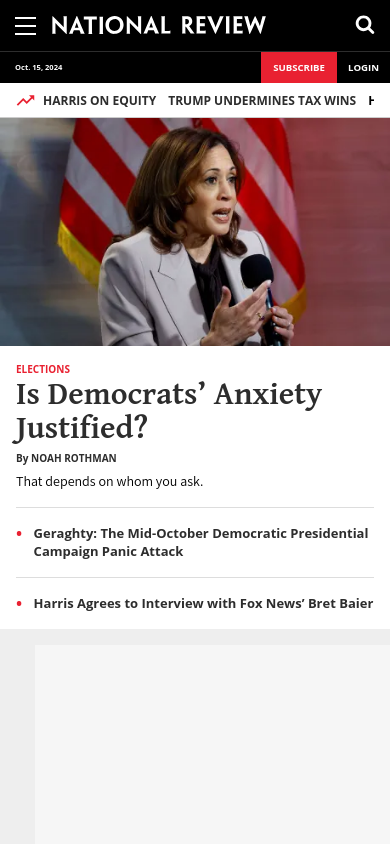 NATIONAL REVIEW
Oct. 15, 2024
SUBSCRIBE
LOGIN
HARRIS ON EQUITY TRUMP UNDERMINES TAX WINS
ELECTIONS
Is Democrats’ Anxiety
Justified?
By NOAH ROTHMAN
That depends on whom you ask.
• Geraghty: The Mid-October Democratic Presidential
Campaign Panic Attack
• Harris Agrees to Interview with Fox News’ Bret Baier